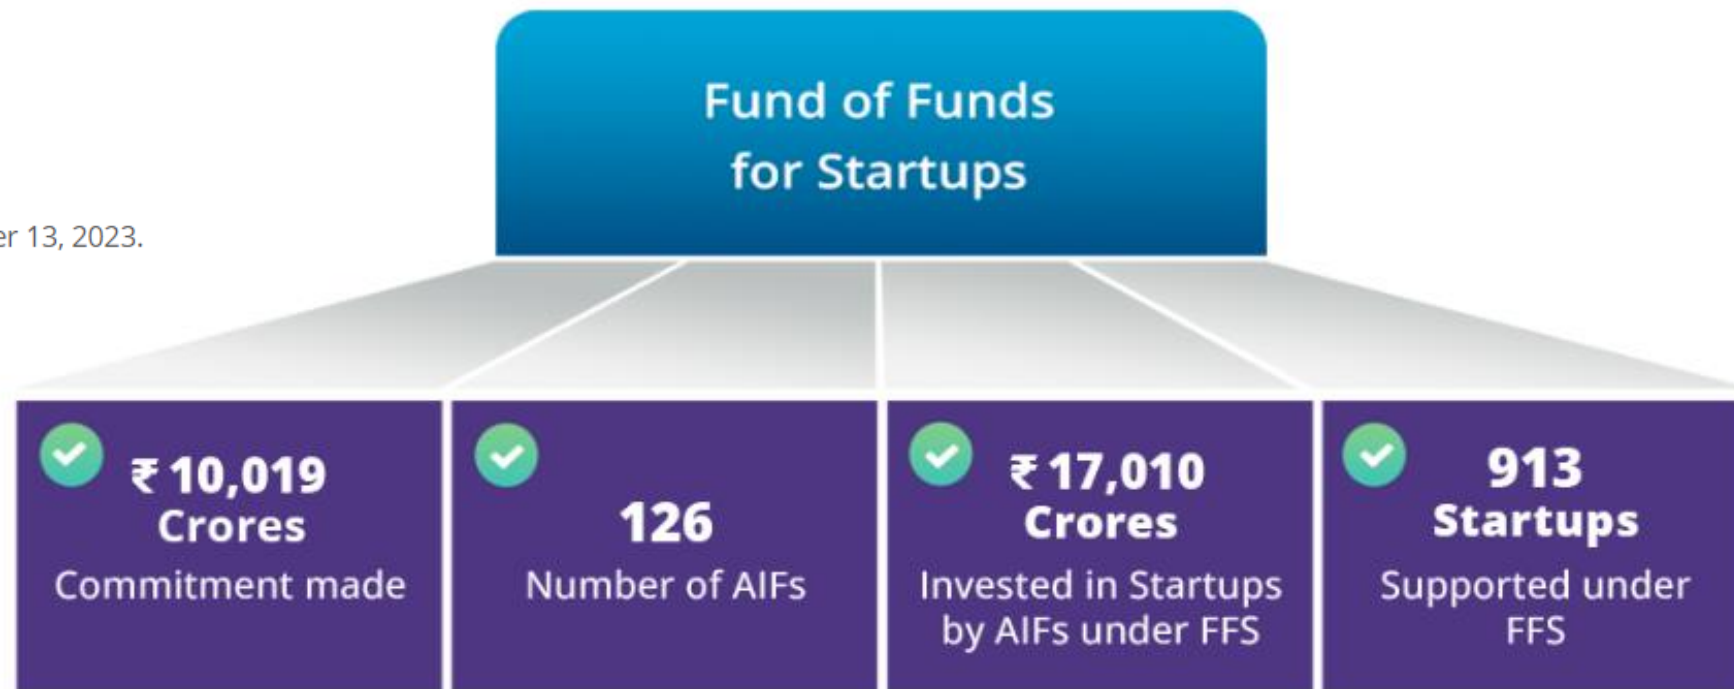 Fund of Funds
for Startups
er 13, 2023.
₹ 10,019
Crores
Commitment made
126
Number of AIFs
₹ 17,010
Crores
Invested in Startups
by AIFs under FFS
913
Startups
Supported under
FFS